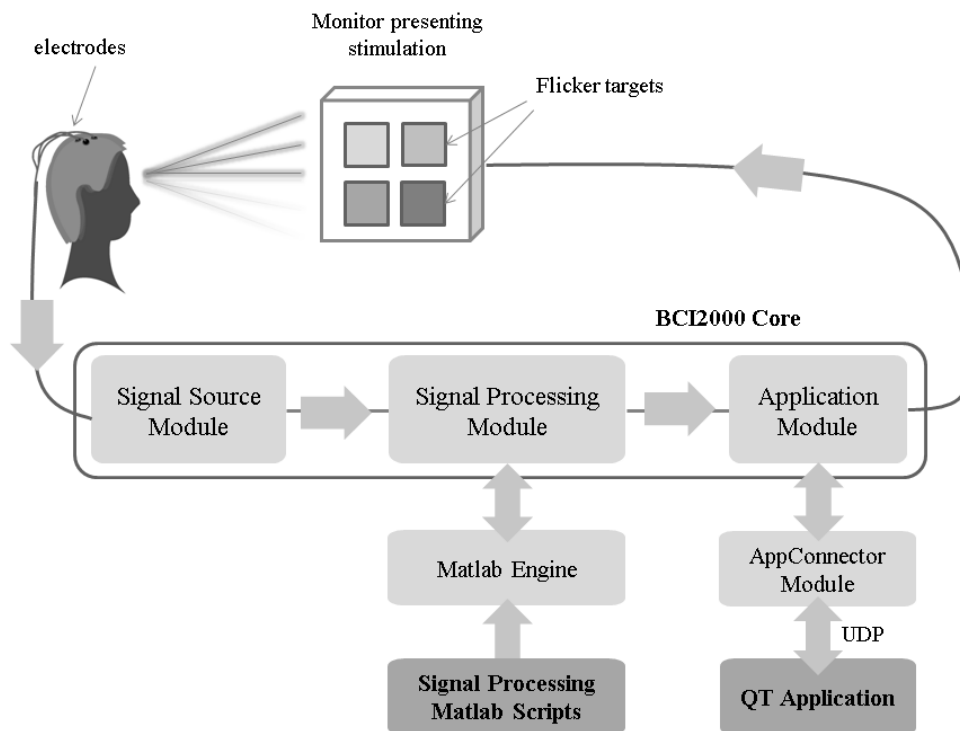 Monitor presenting
stimulation
electrodes
Flicker targets
BCI2000 Core
Signal Source
Module
Signal Processing
Module
Application
Module
Matlab Engine
AppConnector
Module
UDP
Signal Processing
Matlab Scripts
QT Application